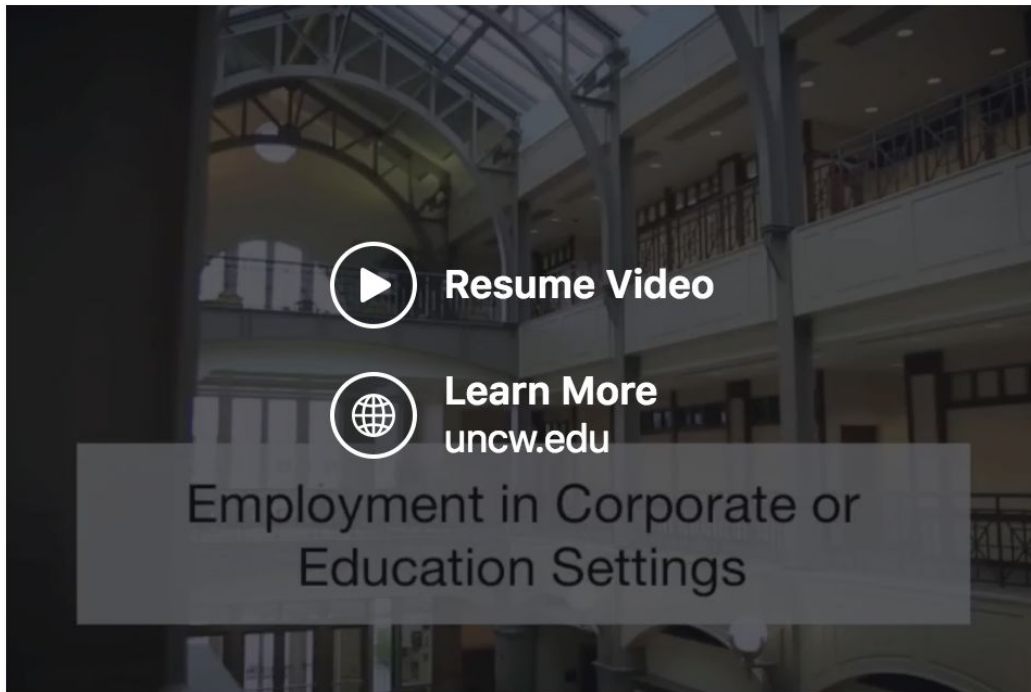 Resume Video
Learn More
uncw.edu
Employment in Corporate or
Education Settings